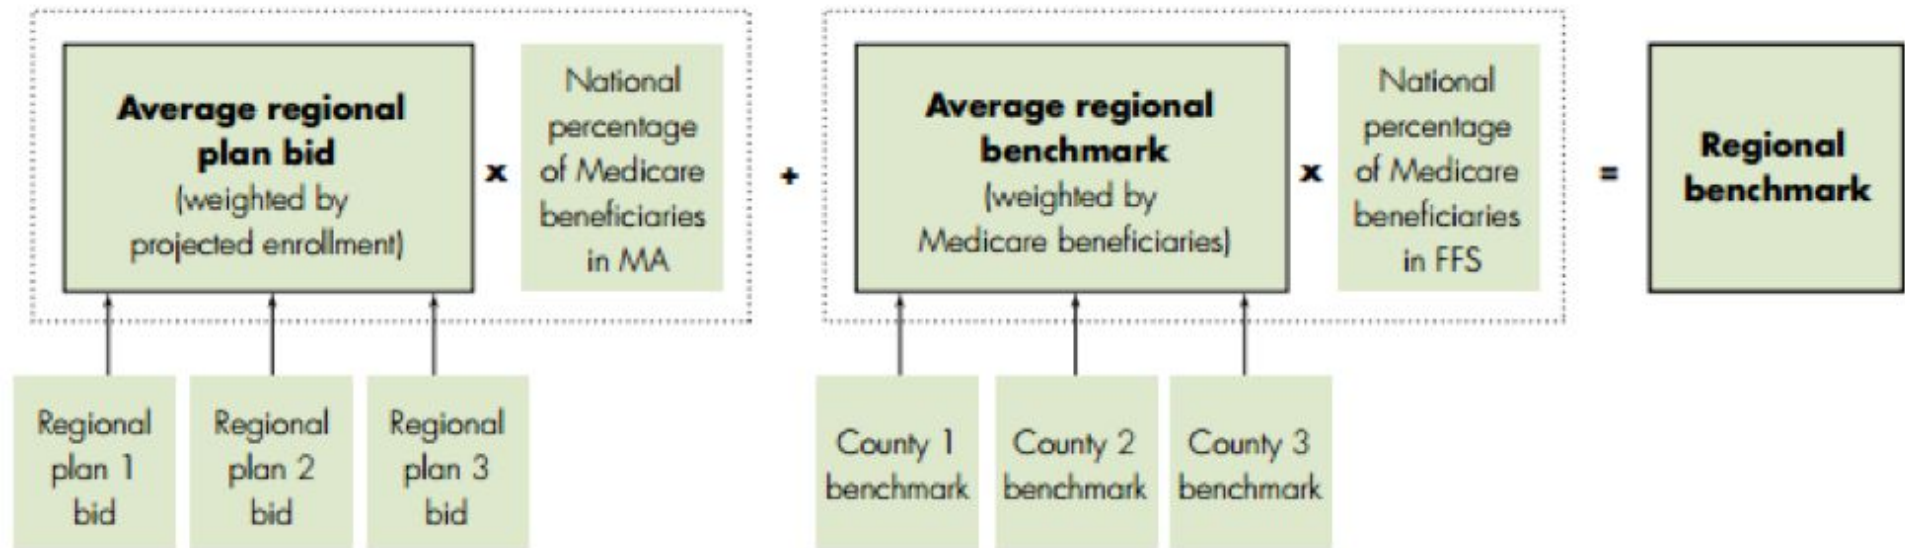 Average regional
plan bid
(weighted by
projected enrollment)
x
National
percentage
of Medicare
beneficiaries
in MA
+
Average regional
benchmark
(weighted by
Medicare beneficiaries)
x
National
percentage
of Medicare
beneficiaries
in FFS
=
Regional
benchmark
Regional
plan 1
bid
Regional
plan 2
bid
Regional
plan 3
bid
County 1
benchmark
County 2
benchmark
County 3
benchmark